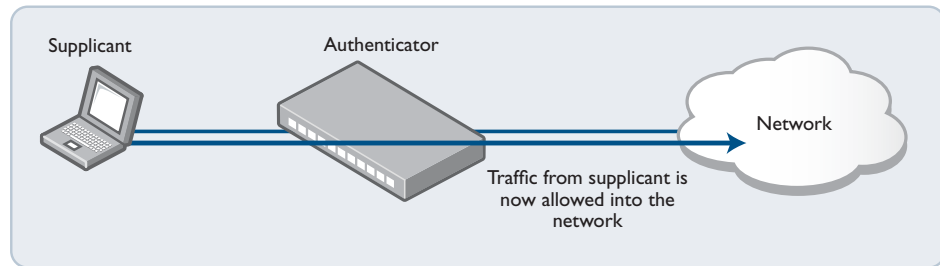 Supplicant
Authenticator
Network
Traffic from supplicant is
now allowed into the
network